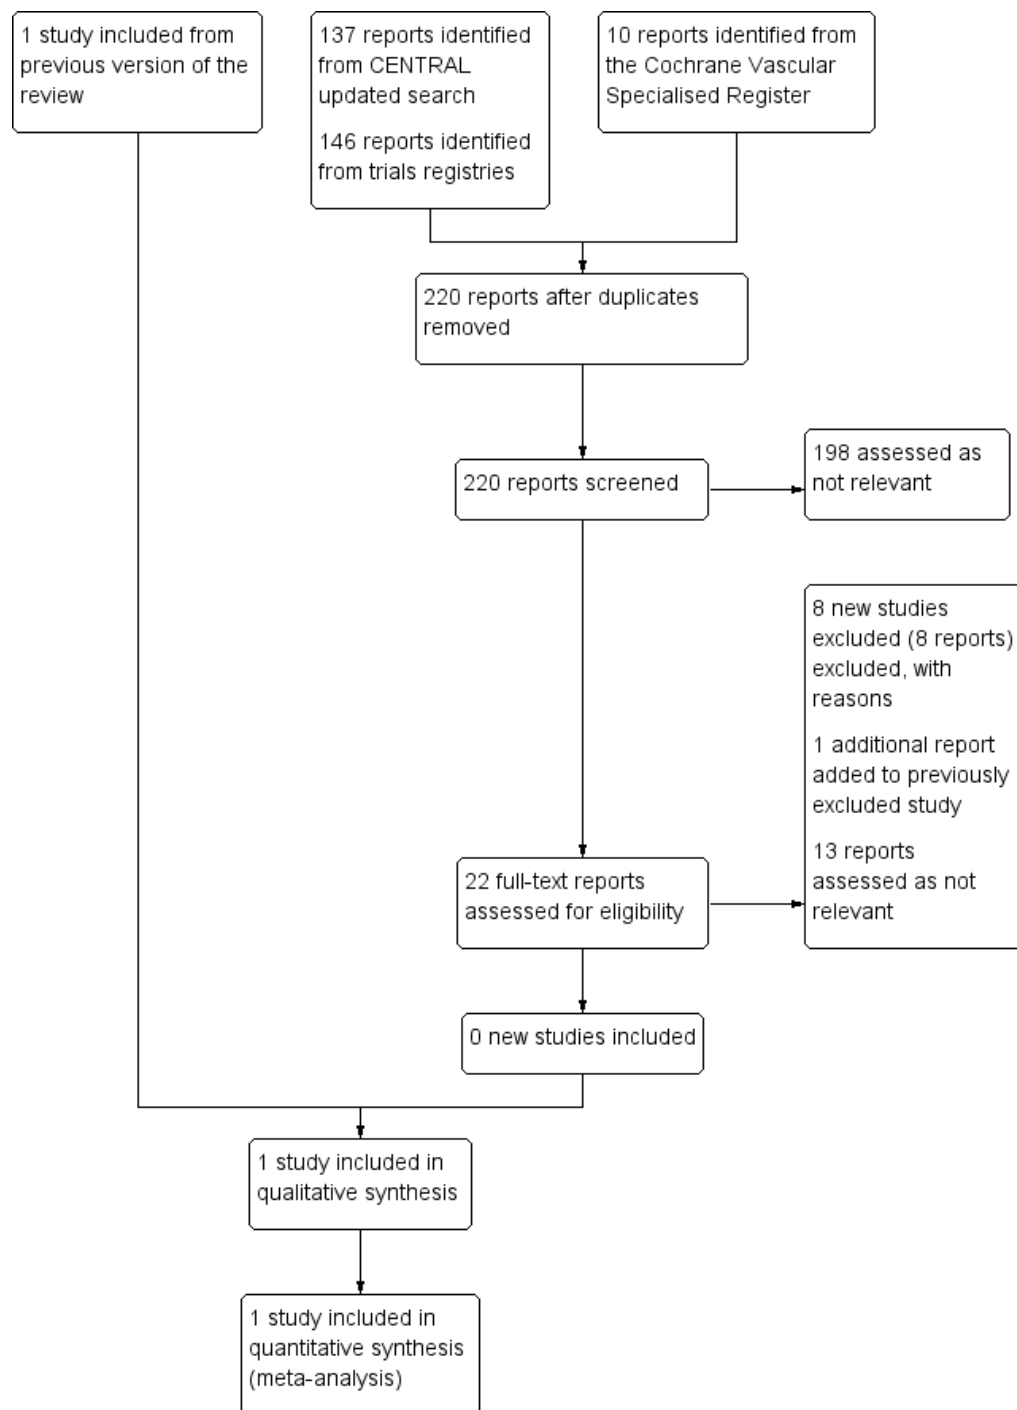 1 study included from
previous version of the
review
137 reports identified
from CENTRAL
updated search
146 reports identified
from trials registries
10 reports identified from
the Cochrane Vascular
Specialised Register
220 reports after duplicates
removed
220 reports screened
198 assessed as
not relevant
8 new studies
excluded (8 reports)
excluded, with
reasons
1 additional report
added to previously
excluded study
13 reports
assessed as not
relevant
22 full-text reports
assessed for eligibility
0 new studies included
1 study included in
qualitative synthesis
1 study included in
quantitative synthesis
(meta-analysis)